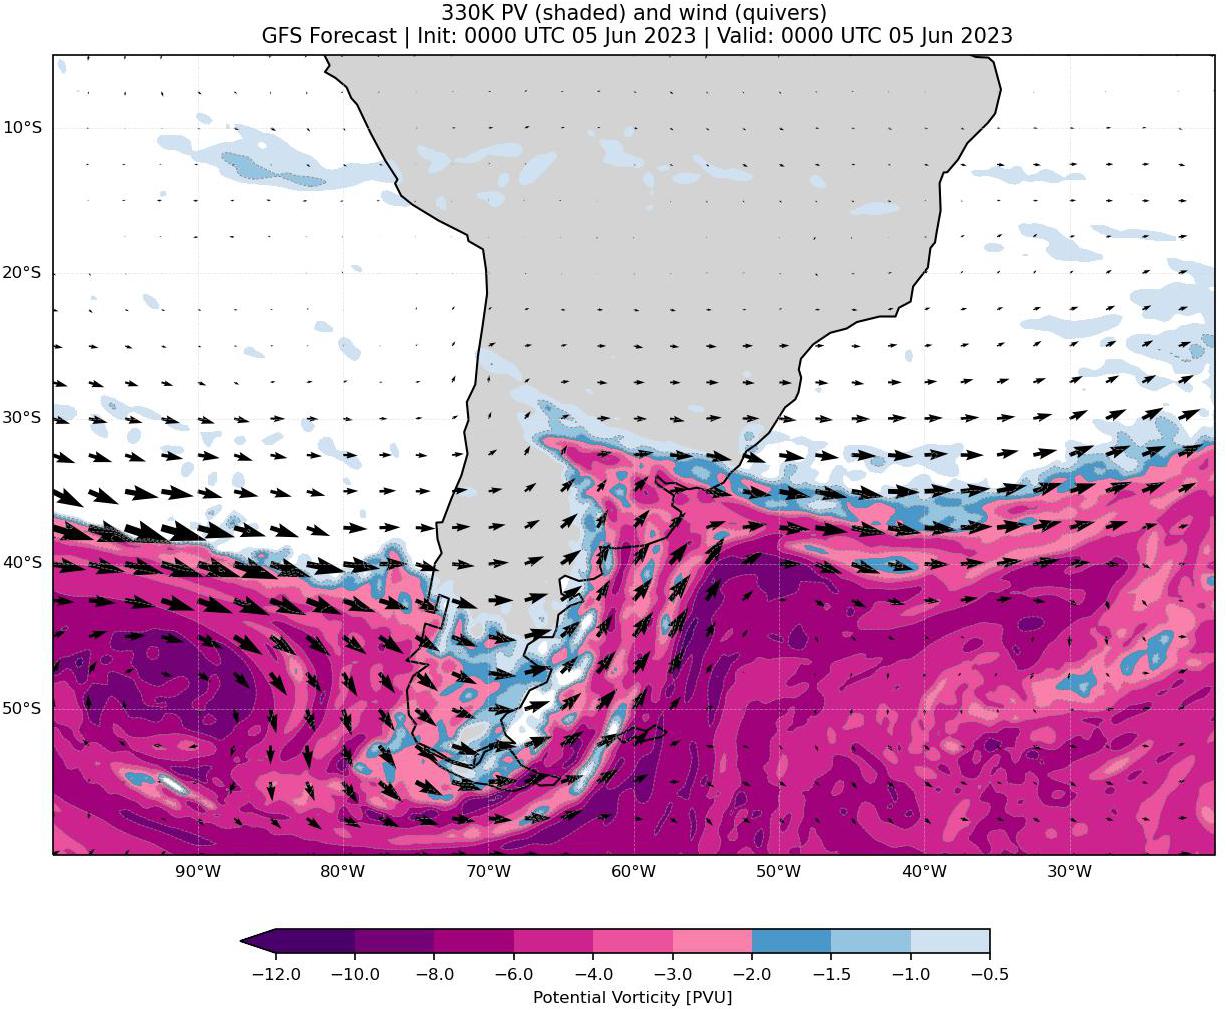 330K PV (shaded) and wind (quivers)
GFS Forecast | Init: 0000 UTC 05 Jun 2023 | Valid: 0000 UTC 05 Jun 2023
10°S
20°S
30°S
40°S
50°S
90°W 80°W 70°W 60°W 50°W 40°W 30°W
−12.0 −10.0 −8.0 −6.0 −4.0 −3.0 −2.0 −1.5 −1.0 −0.5
Potential Vorticity [PVU]